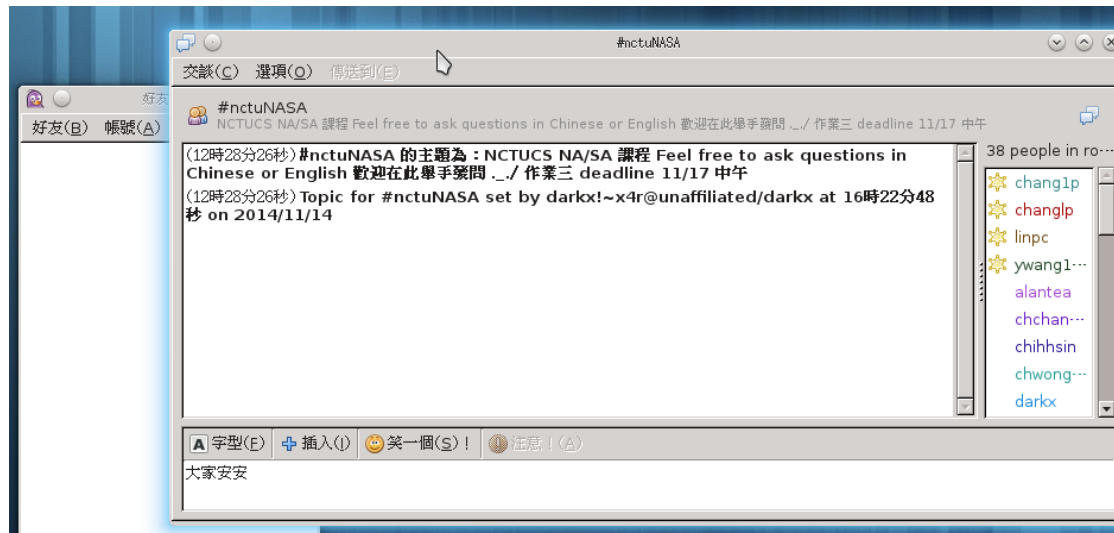 #nctuNASA
交談(C) 選項(O) 傳送到(E)
好友
好友(B) 帳號(A)
#nctuNASA
NCTUCS NA/SA 課程 Feel free to ask questions in Chinese or English 歡迎在此舉手發問 ._./ 作業三 deadline 11/17 中午
(12時28分26秒) #nctuNASA 的主題為：NCTUCS NA/SA 課程 Feel free to ask questions in
Chinese or English 歡迎在此舉手發問 ._./ 作業三 deadline 11/17 中午
(12時28分26秒) Topic for #nctuNASA set by darkx!~x4r@unaffiliated/darkx at 16時22分48
秒 on 2014/11/14
38 people in ro···
chang1p
changlp
linpc
ywang1···
alantea
chchan···
chihhsin
chwong···
darkx
字型(F) 插入(I) 笑一個(S)！ 注意！(A)
大家安安